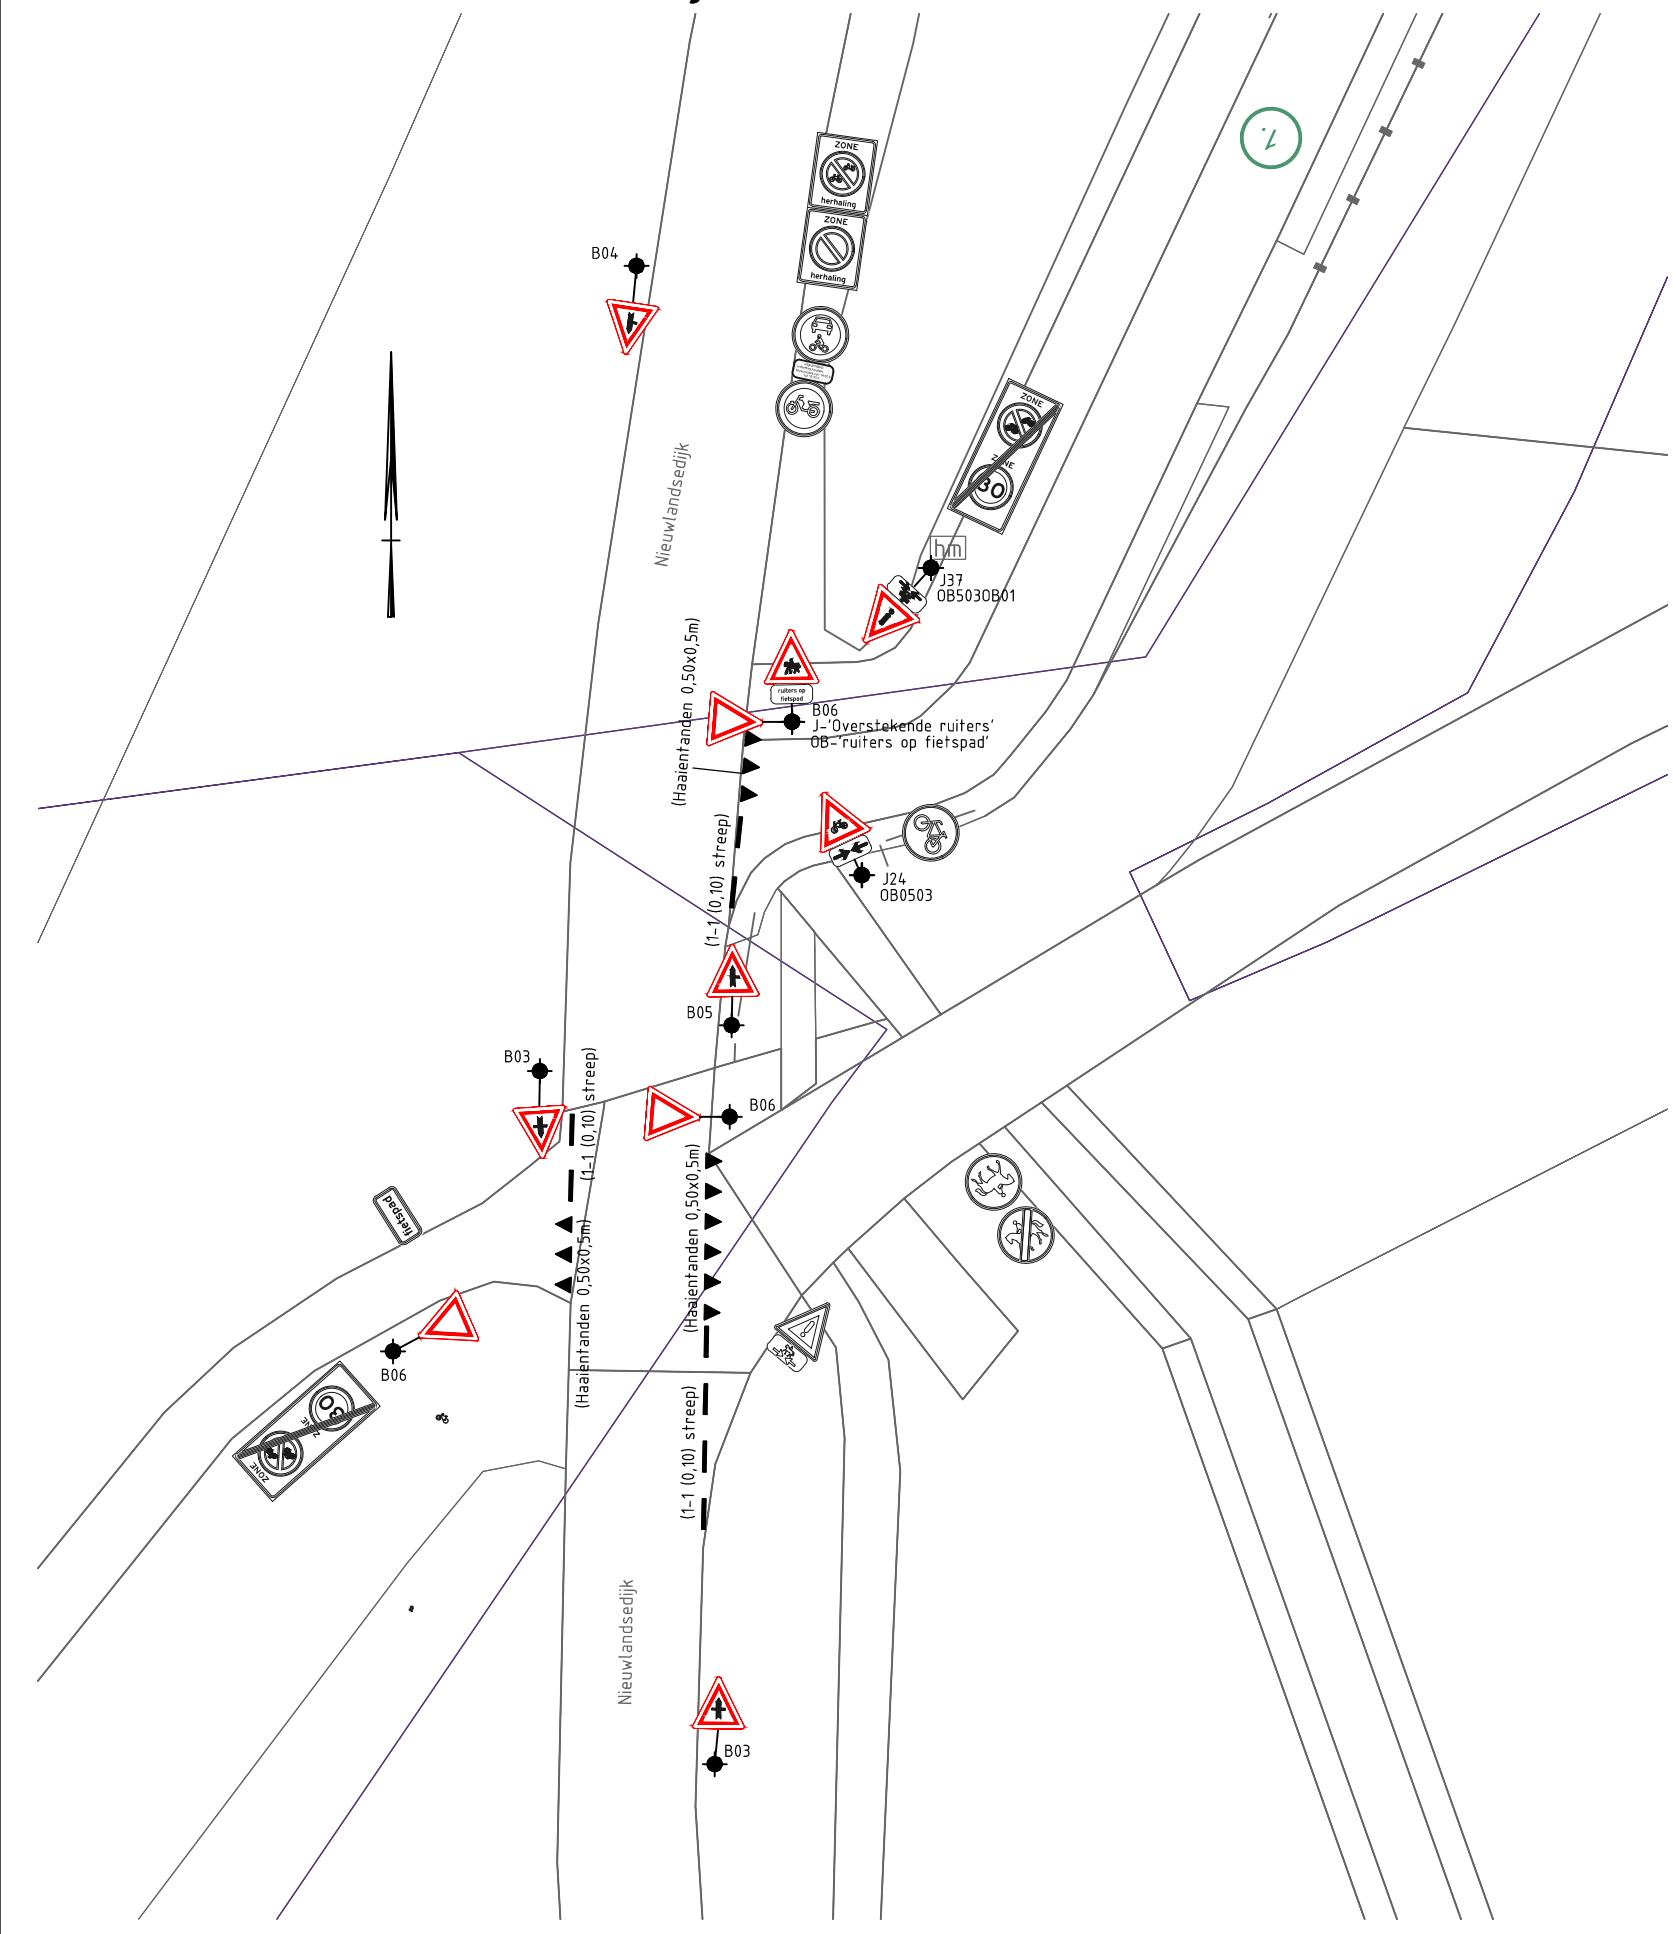 1.
ZONE
herhaling
ZONE
herhaling
B04
ZONE
ZONE
30
Nieuwlandsedijk
hm
J37
OB503OB01
(Haaientanden 0,50x0,5m)
ruiters op
fietspad
B06
J-'Overstekende ruiters'
OB-'ruiters op fietspad'
(1-1 (0,10) streep)
J24
OB0503
B05
B03
(1-1 (0,10) streep)
B06
fietspad
(Haaientanden 0,50x0,5m)
(Haaientanden 0,50x0,5m)
B06
30
ZONE
ZONE
(1-1 (0,10) streep)
Nieuwlandsedijk
B03